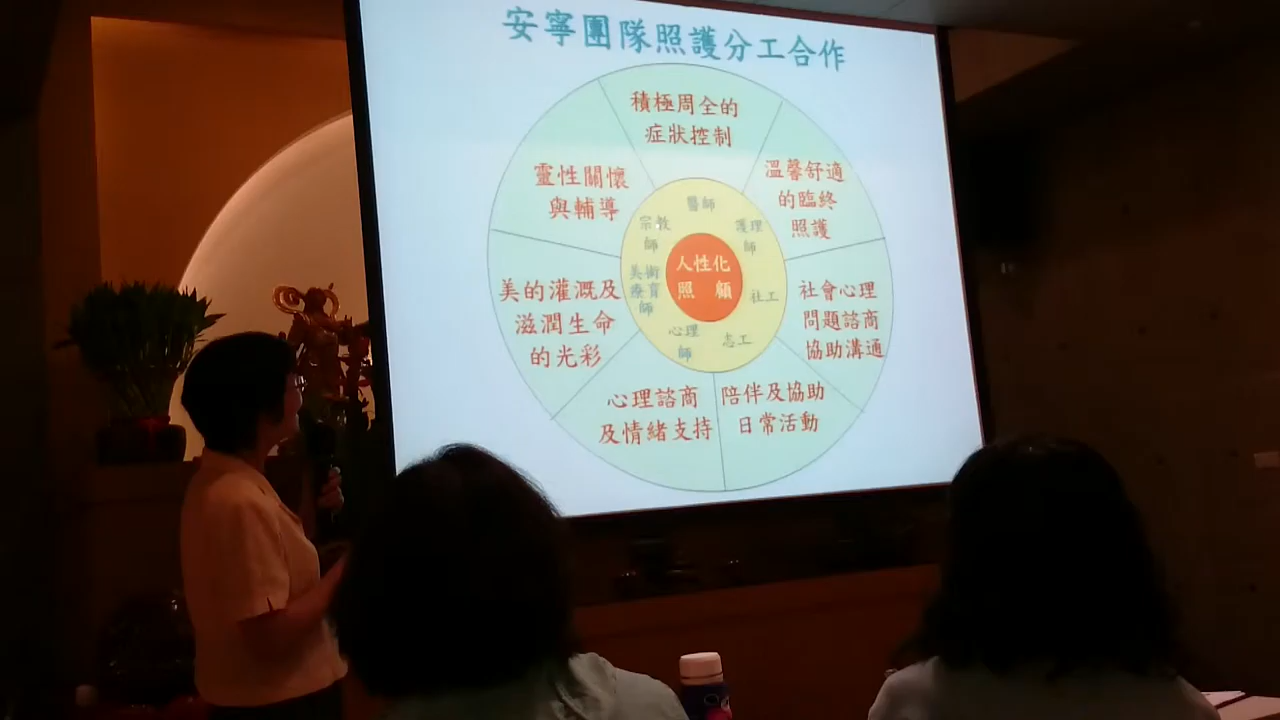 安寧團隊照護分工合作
積極周全的
症狀控制
溫馨舒適
的臨終
照護
社會心理
問題諮商
協助溝通
陪伴及協助
日常活動
心理諮商
及情緒支持
美的灌溉及
滋潤生命
的光彩
靈性關懷
與輔導
醫師
護理
師
社工
志工
心理
師
美術
療育
師
宗教
師
人性化
照 顧